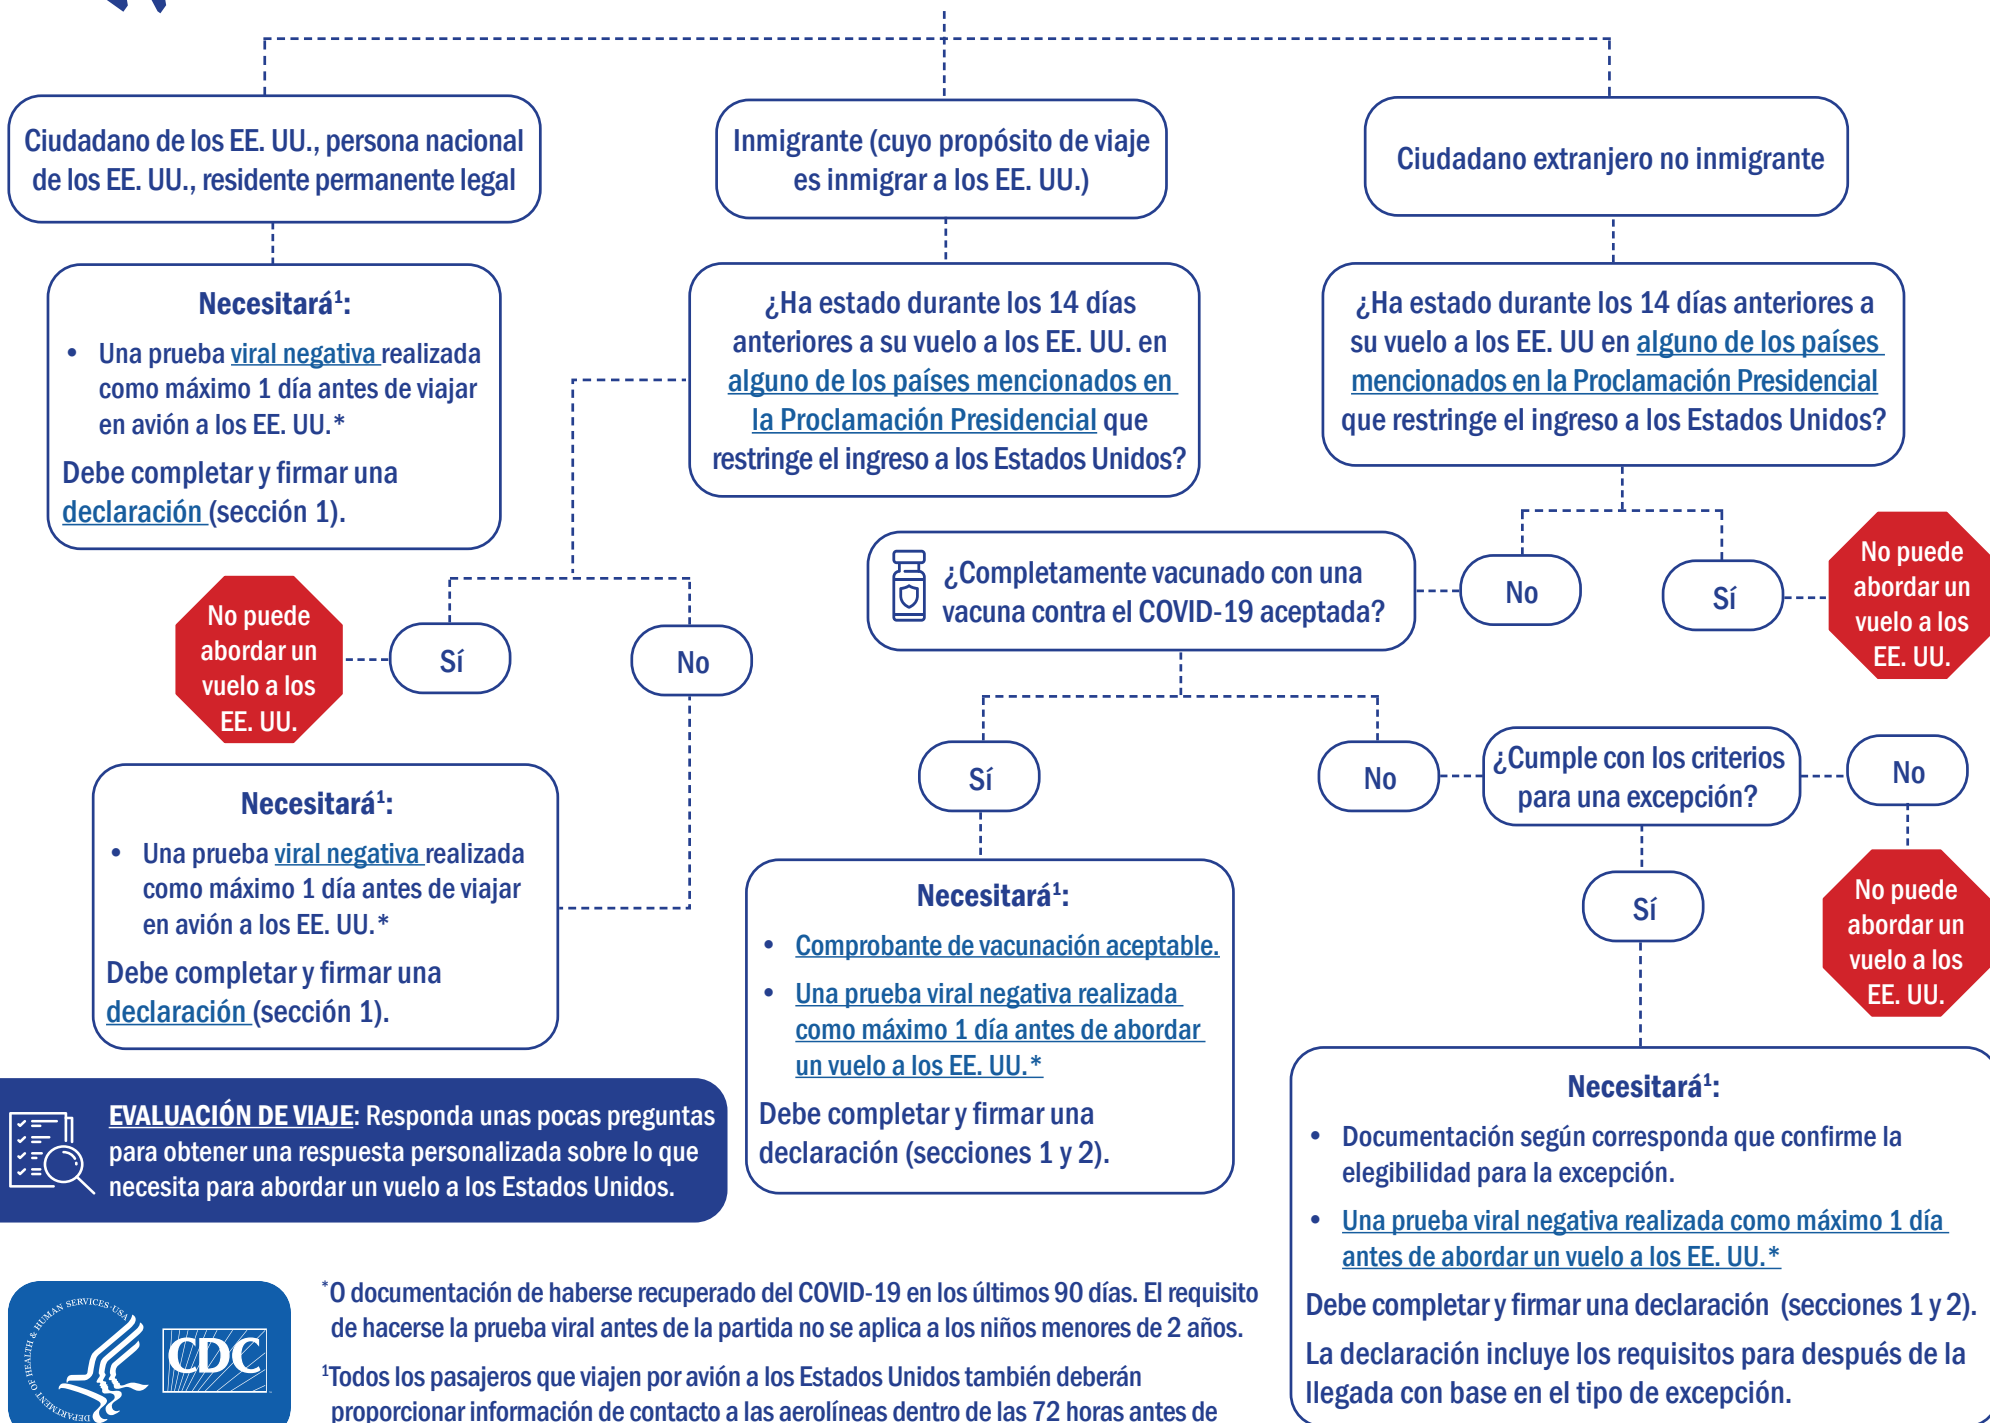 Ciudadano de los EE. UU., persona nacional
de los EE. UU., residente permanente legal
Necesitará¹:
• Una prueba viral negativa realizada
como máximo 1 día antes de viajar
en avión a los EE. UU.*
Debe completar y firmar una
declaración (sección 1).
Inmigrante (cuyo propósito de viaje
es inmigrar a los EE. UU.)
¿Ha estado durante los 14 días
anteriores a su vuelo a los EE. UU. en
alguno de los países mencionados en
la Proclamación Presidencial que
restringe el ingreso a los Estados Unidos?
Sí
No puede
abordar un
vuelo a los
EE. UU.
No
Necesitará¹:
• Una prueba viral negativa realizada
como máximo 1 día antes de viajar
en avión a los EE. UU.*
Debe completar y firmar una
declaración (sección 1).
Ciudadano extranjero no inmigrante
¿Ha estado durante los 14 días anteriores a
su vuelo a los EE. UU en alguno de los países
mencionados en la Proclamación Presidencial
que restringe el ingreso a los Estados Unidos?
No
Sí
No puede
abordar un
vuelo a los
EE. UU.
¿Completamente vacunado con una
vacuna contra el COVID-19 aceptada?
Sí
No
¿Cumple con los criterios
para una excepción?
No
No puede
abordar un
vuelo a los
EE. UU.
Sí
Necesitará¹:
• Comprobante de vacunación aceptable.
• Una prueba viral negativa realizada
como máximo 1 día antes de abordar
un vuelo a los EE. UU.*
Debe completar y firmar una
declaración (secciones 1 y 2).
Necesitará¹:
• Documentación según corresponda que confirme la
elegibilidad para la excepción.
• Una prueba viral negativa realizada como máximo 1 día
antes de abordar un vuelo a los EE. UU.*
Debe completar y firmar una declaración (secciones 1 y 2).
La declaración incluye los requisitos para después de la
llegada con base en el tipo de excepción.
EVALUACIÓN DE VIAJE: Responda unas pocas preguntas
para obtener una respuesta personalizada sobre lo que
necesita para abordar un vuelo a los Estados Unidos.
DEPARTMENT OF HEALTH & HUMAN SERVICES·USA
CDC
*O documentación de haberse recuperado del COVID-19 en los últimos 90 días. El requisito
de hacerse la prueba viral antes de la partida no se aplica a los niños menores de 2 años.
¹Todos los pasajeros que viajen por avión a los Estados Unidos también deberán
proporcionar información de contacto a las aerolíneas dentro de las 72 horas antes de